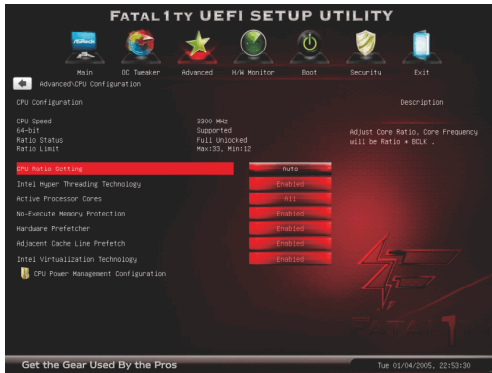 FATAL1TY UEFI SETUP UTILITY
ASRock
Main OC Tweaker Advanced H/W Monitor Boot Security Exit
Advanced\CPU Configuration
CPU Configuration Description
CPU Speed 3300 MHz
64-bit Supported
Ratio Status Full Unlocked
Ratio Limit Max:33, Min:12
Adjust Core Ratio, Core Frequency
will be Ratio * BCLK .
CPU Ratio Setting Auto
Intel Hyper Threading Technology Enabled
Active Processor Cores All
No-Execute Memory Protection Enabled
Hardware Prefetcher Enabled
Adjacent Cache Line Prefetch Enabled
Intel Virtualization Technology Enabled
CPU Power Management Configuration
FATAL1TY
Get the Gear Used By the Pros Tue 01/04/2005, 22:53:30